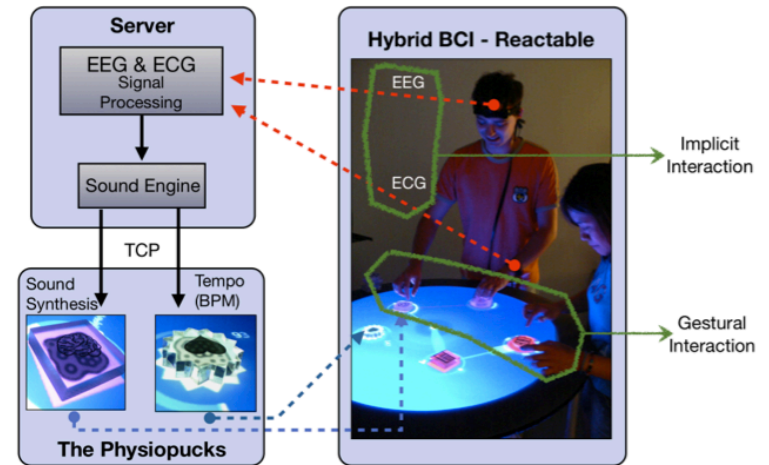 Server
EEG & ECG
Signal
Processing
Sound Engine
TCP
Sound
Synthesis
Tempo
(BPM)
The Physiopucks
Hybrid BCI - Reactable
EEG
ECG
Implicit
Interaction
Gestural
Interaction